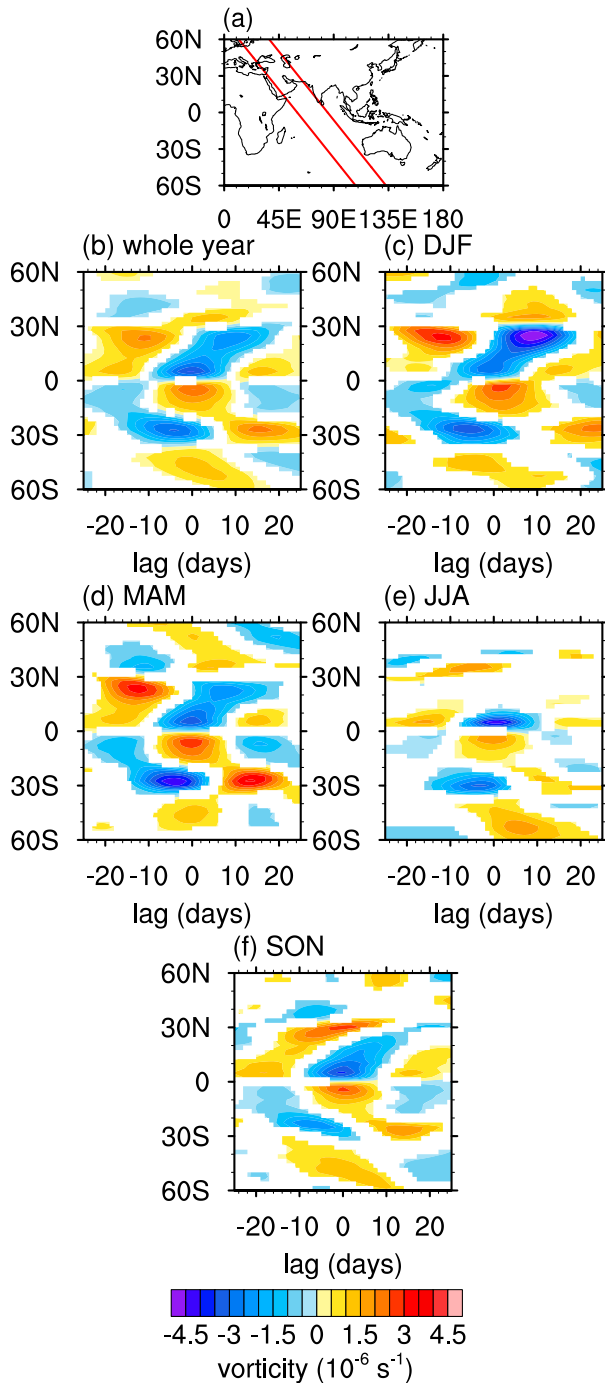 (a)
60N
30N
0
30S
60S
0 45E 90E 135E 180
(b) whole year
60N
30N
0
30S
60S
-20 -10 0 10 20
lag (days)
(c) DJF
60N
30N
0
30S
60S
-20 -10 0 10 20
lag (days)
(d) MAM
60N
30N
0
30S
60S
-20 -10 0 10 20
lag (days)
(e) JJA
60N
30N
0
30S
60S
-20 -10 0 10 20
lag (days)
(f) SON
60N
30N
0
30S
60S
-20 -10 0 10 20
lag (days)
-4.5 -3 -1.5 0 1.5 3 4.5
vorticity (10⁻⁶ s⁻¹)